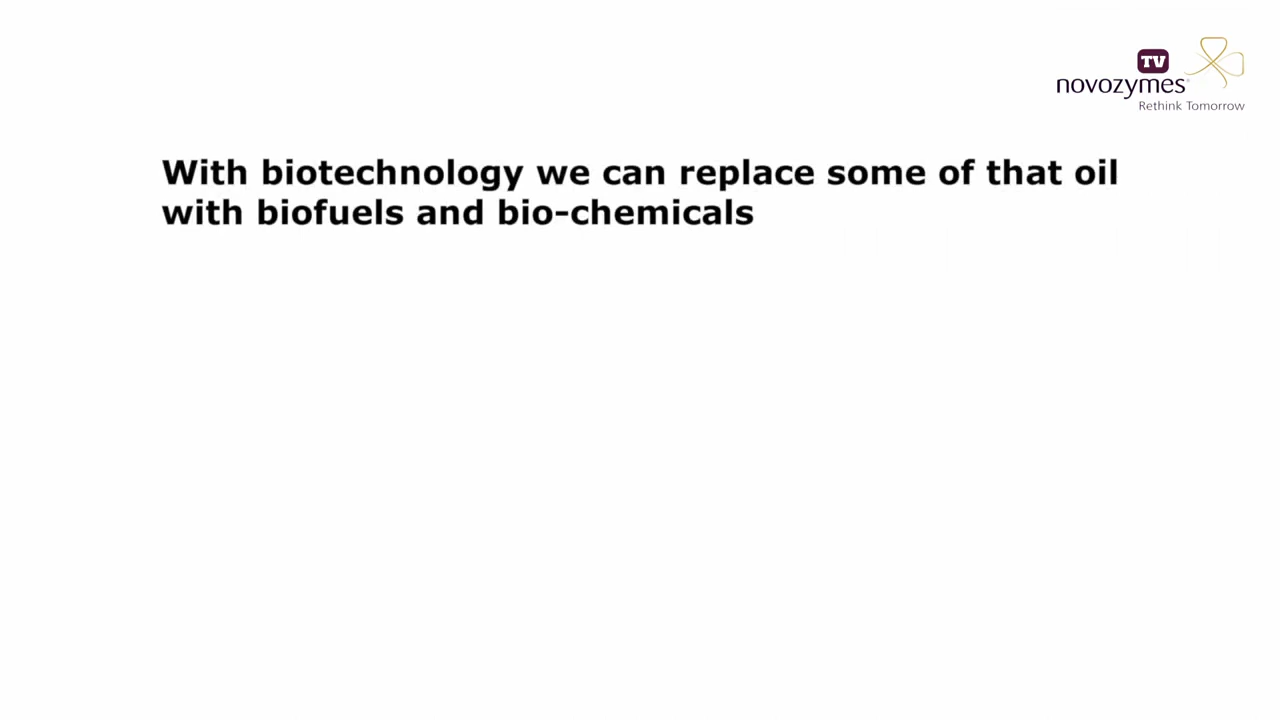 TV
novozymes
Rethink Tomorrow
With biotechnology we can replace some of that oil
with biofuels and bio-chemicals